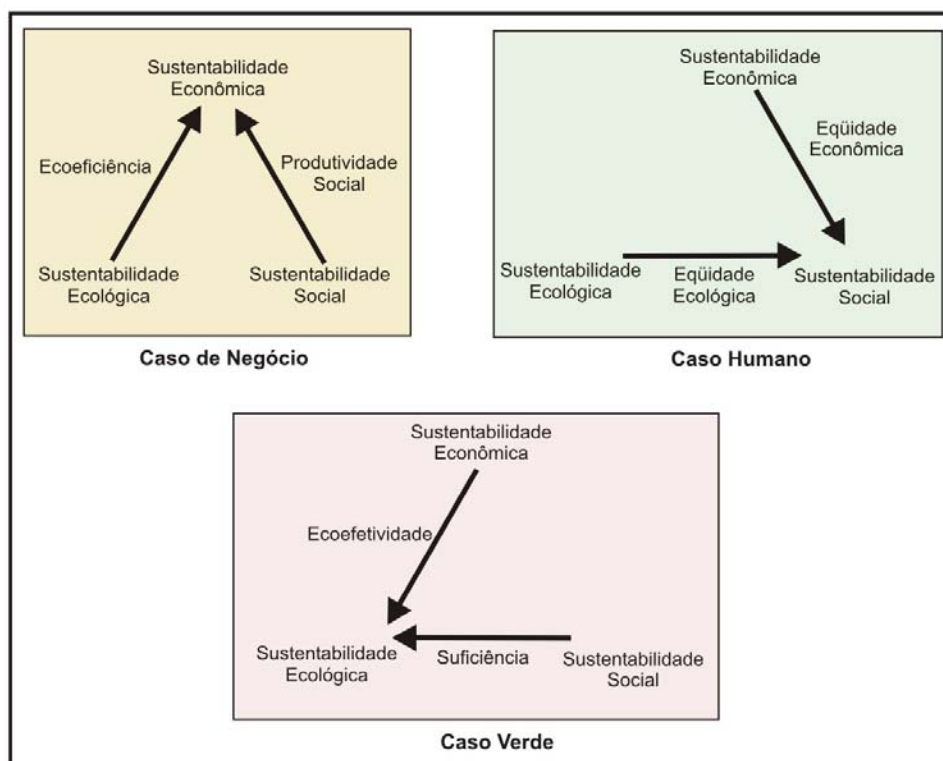 Sustentabilidade
Econômica
Ecoeficiência
Produtividade
Social
Sustentabilidade
Ecológica
Sustentabilidade
Social
Caso de Negócio
Sustentabilidade
Econômica
Eqüidade
Econômica
Sustentabilidade
Ecológica
Eqüidade
Ecológica
Sustentabilidade
Social
Caso Humano
Sustentabilidade
Econômica
Ecoefetividade
Sustentabilidade
Ecológica
Suficiência
Sustentabilidade
Social
Caso Verde